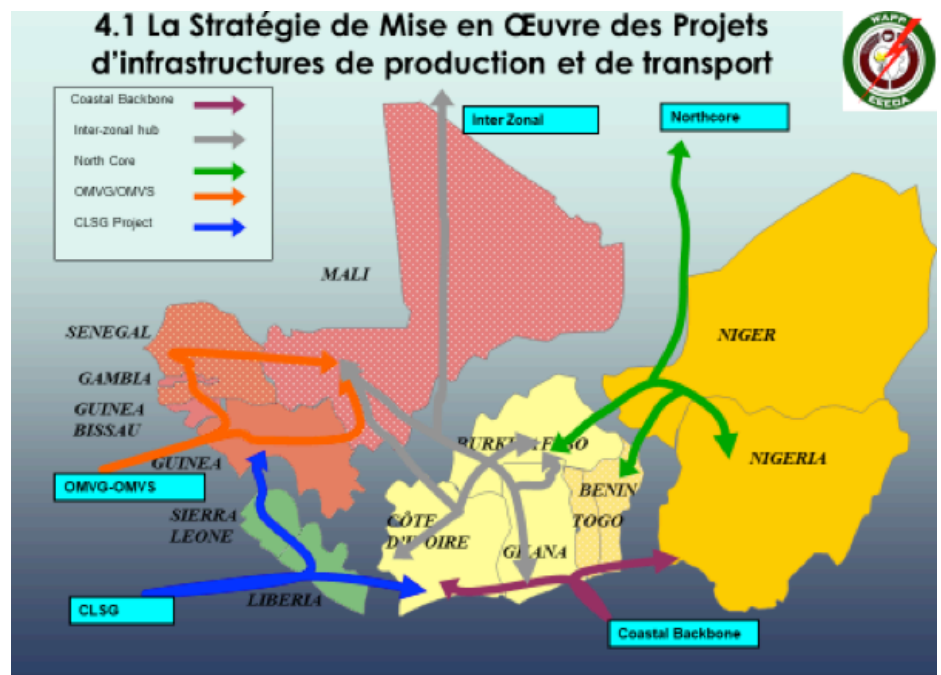 4.1 La Stratégie de Mise en Œuvre des Projets
d'infrastructures de production et de transport
WAPP
EEEOA
Coastal Backbone
Inter-zonal hub
North Core
OMVG/OMVS
CLSG Project
Inter Zonal
Northcore
MALI
SENEGAL
GAMBIA
GUINEA
BISSAU
GUINEA
NIGER
NIGERIA
BENIN
TOGO
CÔTE
GHANA
SIERRA
LEONE
LIBERIA
OMVG-OMVS
CLSG
Coastal Backbone